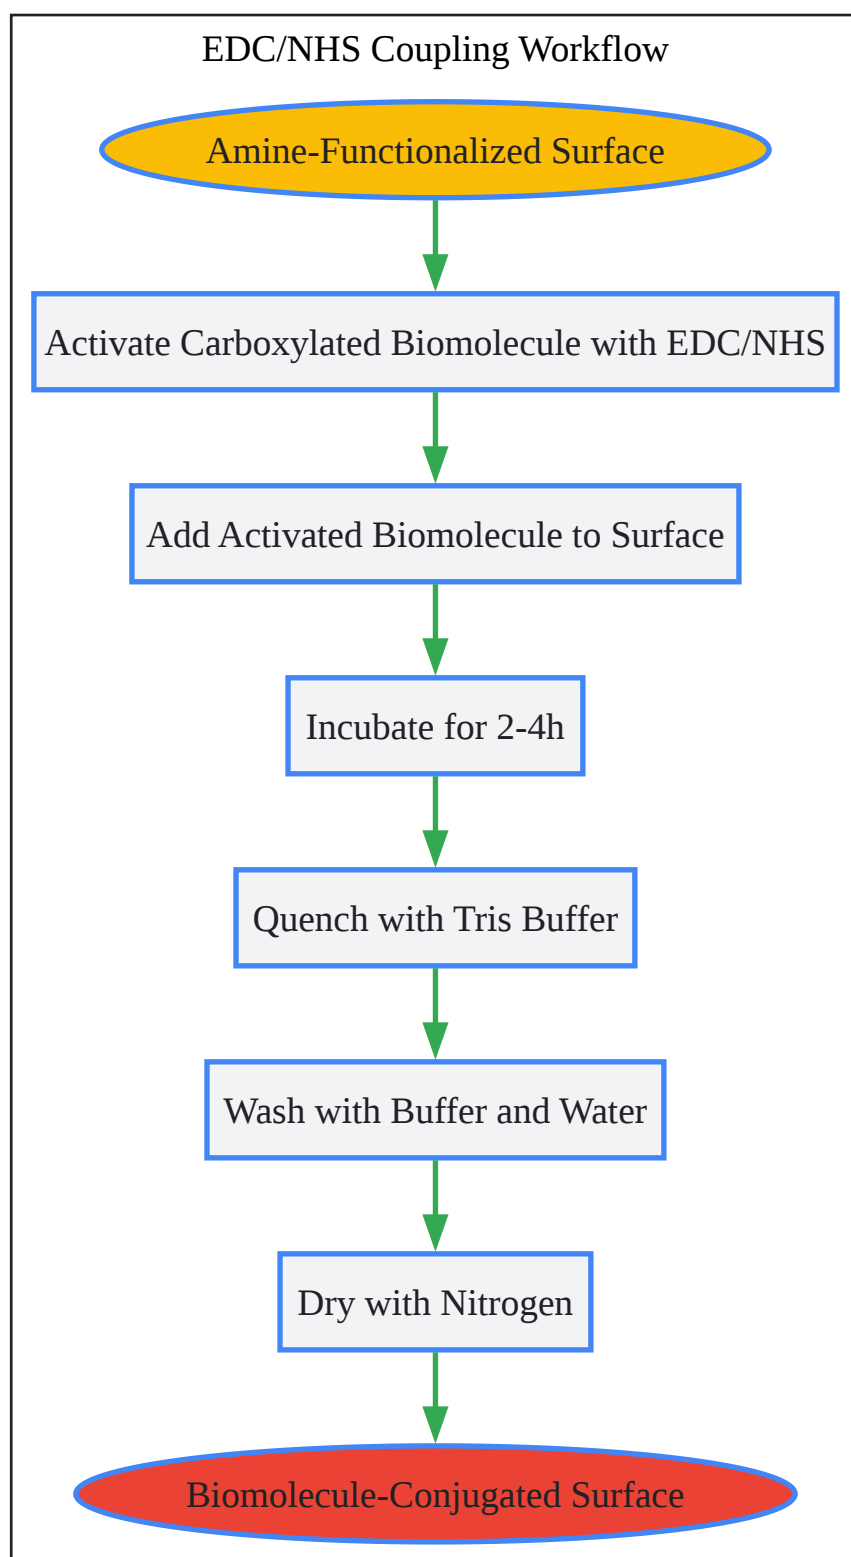 EDC/NHS Coupling Workflow
Amine-Functionalized Surface
Activate Carboxylated Biomolecule with EDC/NHS
Add Activated Biomolecule to Surface
Incubate for 2-4h
Quench with Tris Buffer
Wash with Buffer and Water
Dry with Nitrogen
Biomolecule-Conjugated Surface